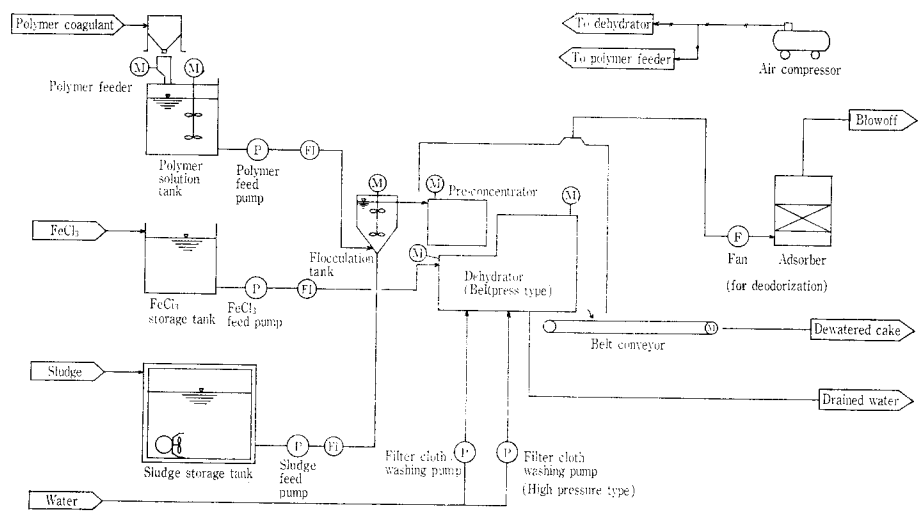 Polymer coagulant
To dehydrator
To polymer feeder
Air compressor
M
M
Polymer feeder
Blowoff
P
FI
Polymer
solution
tank
Polymer
feed
pump
M
M
Pre-concentrator
M
FeCl₃
Flocculation
tank
M
F
Fan
Adsorber
(for deodorization)
Dehydrator
(Belt press type)
P
FI
FeCl₃
storage tank
FeCl₃
feed pump
M
Belt conveyor
Dewatered cake
Sludge
Drained water
P
FI
Sludge storage tank
Sludge
feed
pump
P
Filter cloth
washing pump
P
Filter cloth
washing pump
(High pressure type)
Water